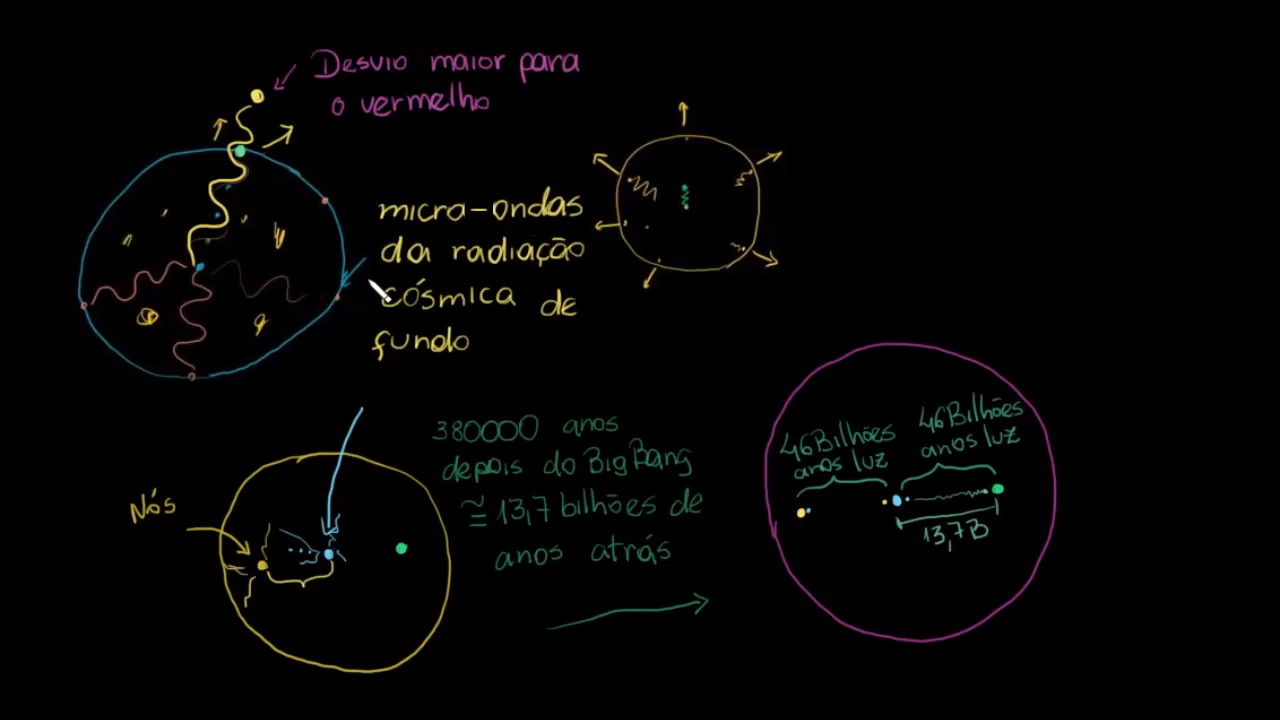 Desvio maior para
o vermelho
micro-ondas
da radiação
cósmica de
fundo
380000 anos
depois do Big Bang
≅ 13,7 bilhões de
anos atrás
Nós
46 Bilhões
anos luz
46 Bilhões
anos luz
13,7 B